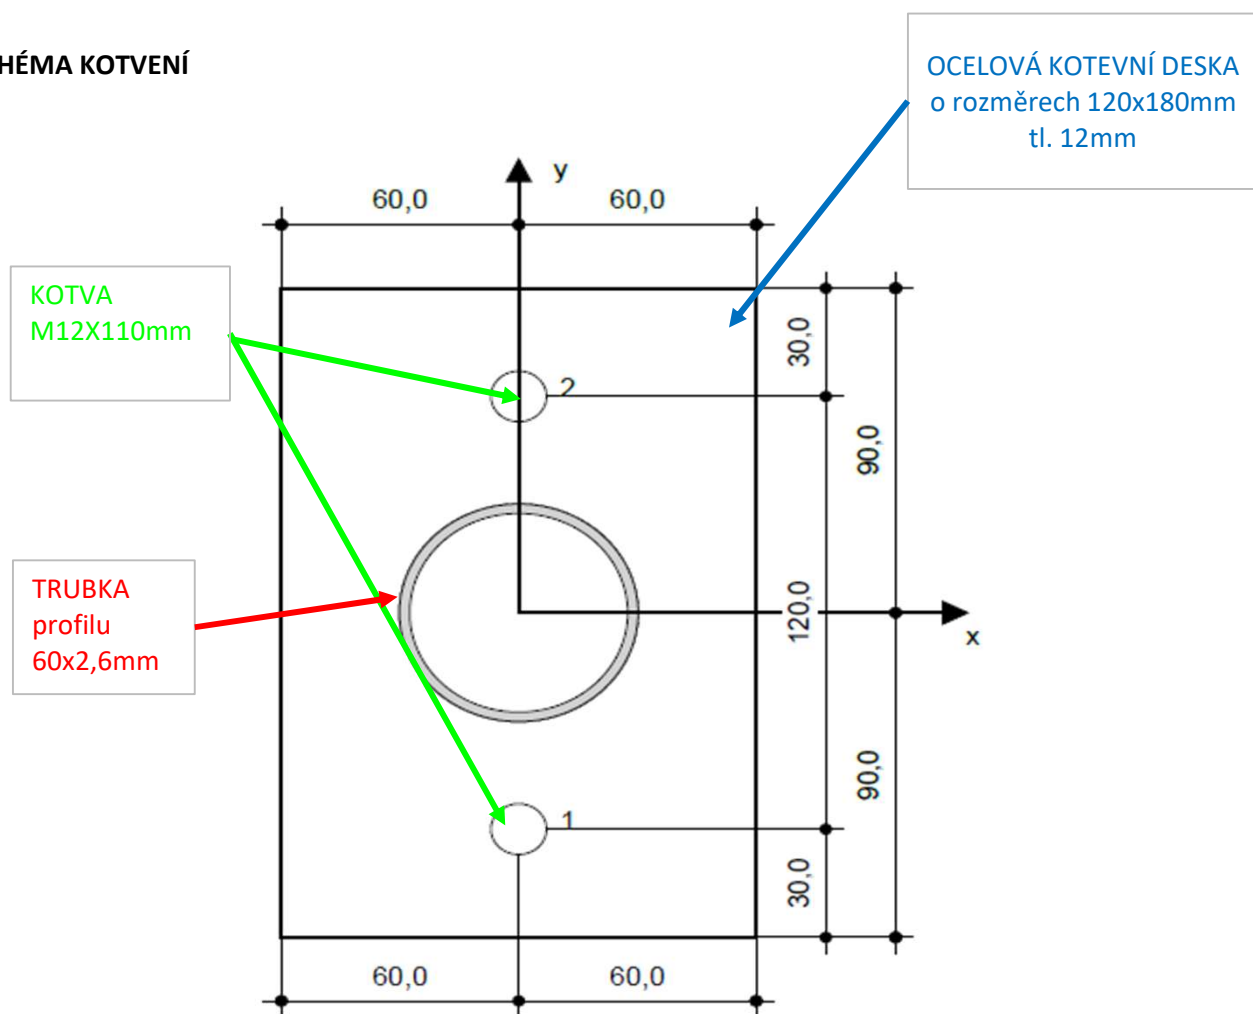 HÉMA KOTVENÍ
OCELOVÁ KOTEVNÍ DESKA
o rozměrech 120x180mm
tl. 12mm
y
60,0
60,0
KOTVA
M12X110mm
30,0
2
90,0
TRUBKA
profilu
60x2,6mm
120,0
x
90,0
1
30,0
60,0
60,0